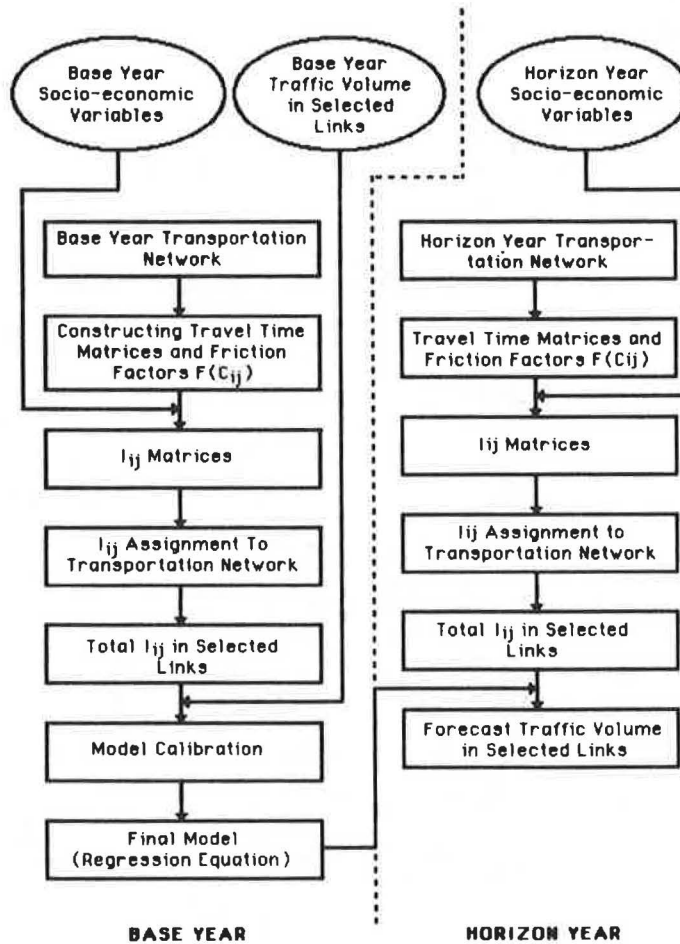 Base Year
Socio-economic
Variables
Base Year
Traffic Volume
in Selected
Links
Base Year Transportation
Network
Constructing Travel Time
Matrices and Friction
Factors F(Cij)
Iij Matrices
Iij Assignment To
Transportation Network
Total Iij in Selected
Links
Model Calibration
Final Model
(Regression Equation)
BASE YEAR
Horizon Year
Socio-economic
Variables
Horizon Year Transpor-
tation Network
Travel Time Matrices and
Friction Factors F(Cij)
Iij Matrices
Iij Assignment to
Transportation Network
Total Iij in Selected
Links
Forecast Traffic Volume
in Selected Links
HORIZON YEAR